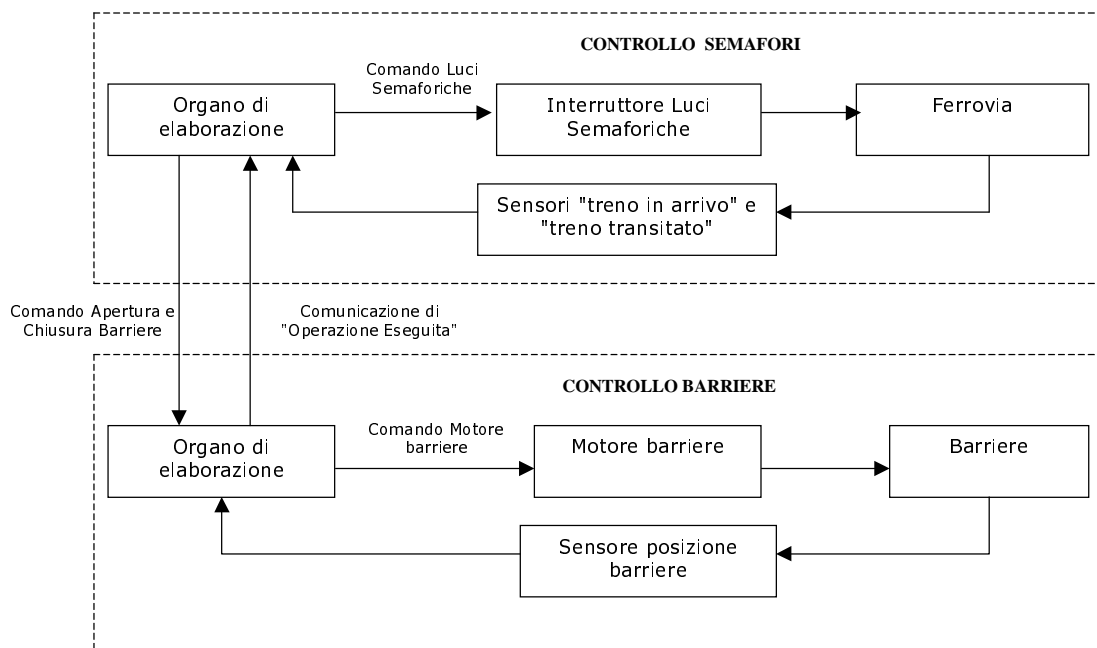 CONTROLLO SEMAFORI
Comando Luci
Semaforiche
Organo di
elaborazione
Interruttore Luci
Semaforiche
Ferrovia
Sensori "treno in arrivo" e
"treno transitato"
Comando Apertura e
Chiusura Barriere
Comunicazione di
"Operazione Eseguita"
CONTROLLO BARRIERE
Organo di
elaborazione
Comando Motore
barriere
Motore barriere
Barriere
Sensore posizione
barriere